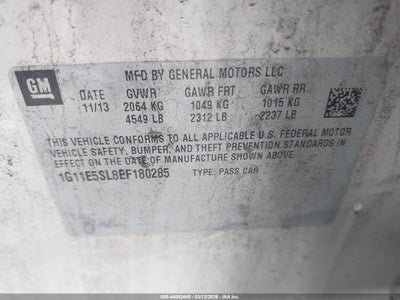 GM
MFD BY GENERAL MOTORS LLC
DATE GVWR GAWR FRT GAWR RR
11/13 2064 KG 1049 KG 1015 KG
4549 LB 2312 LB 2237 LB
THIS VEHICLE CONFORMS TO ALL APPLICABLE U.S. FEDERAL MOTOR
VEHICLE SAFETY, BUMPER, AND THEFT PREVENTION STANDARDS IN
EFFECT ON THE DATE OF MANUFACTURE SHOWN ABOVE.
1G11E5SL8EF180285 TYPE: PASS CAR